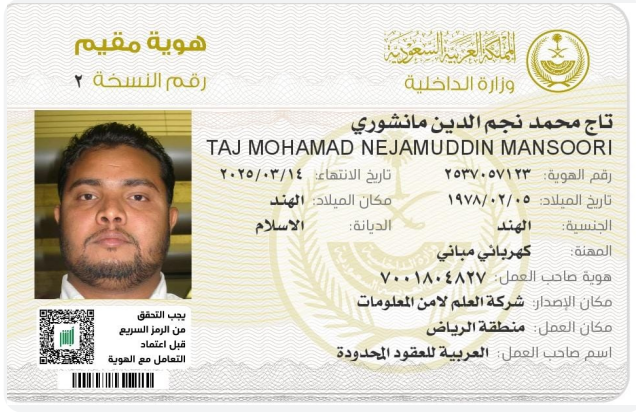 المملكة العربية السعودية
وزارة الداخلية
هوية مقيم
رقم النسخة ٢
تاج محمد نجم الدين مانشوري
TAJ MOHAMAD NEJAMUDDIN MANSOORI
رقم الهوية: ٢٥٣٧٠٥٧١٢٣ تاريخ الانتهاء: ٢٠٢٥/٠٣/١٤
تاريخ الميلاد: ١٩٧٨/٠٢/٠٥ مكان الميلاد: الهند
الجنسية: الهند الديانة: الاسلام
المهنة: كهربائي مباني
هوية صاحب العمل: ٧٠٠١٨٠٤٨٢٧
مكان الإصدار: شركة العلم لامن المعلومات
مكان العمل: منطقة الرياض
اسم صاحب العمل: العربية للعقود المحدودة
يجب التحقق
من الرمز السريع
قبل اعتماد
التعامل مع الهوية